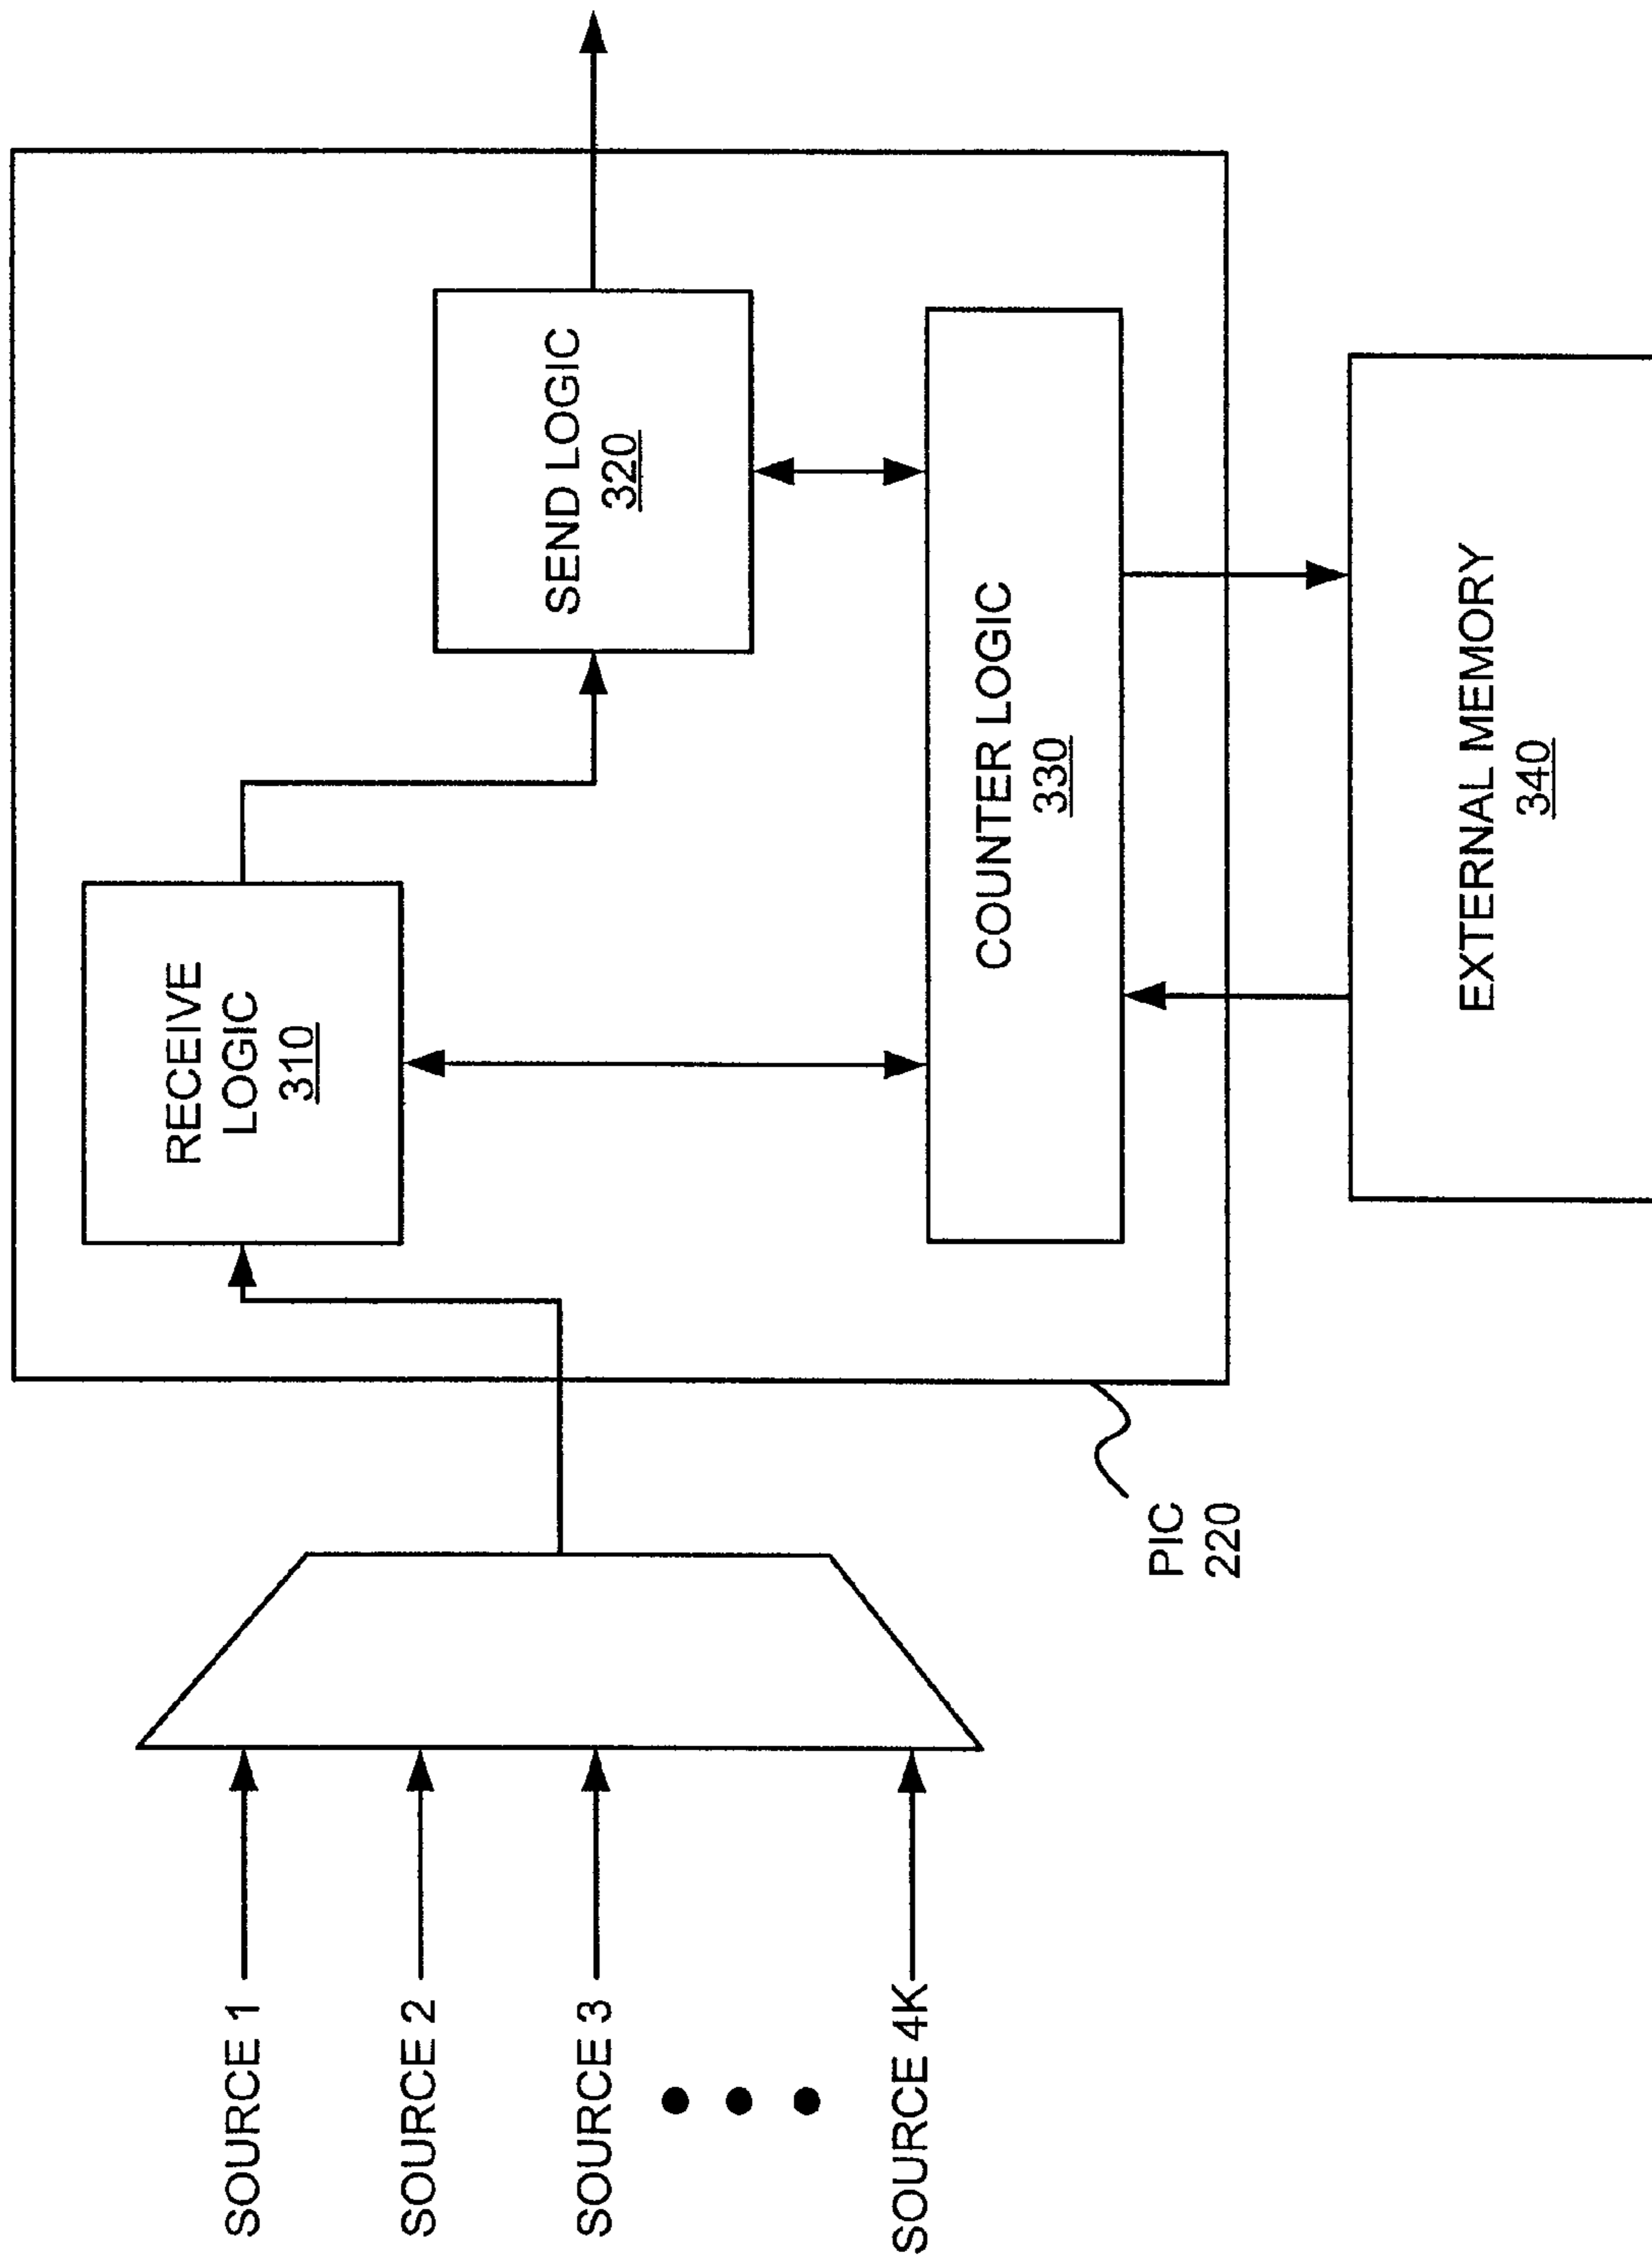 SOURCE 1
SOURCE 2
SOURCE 3
SOURCE 4K
PIC
220
RECEIVE
LOGIC
310
SEND LOGIC
320
COUNTER LOGIC
330
EXTERNAL MEMORY
340